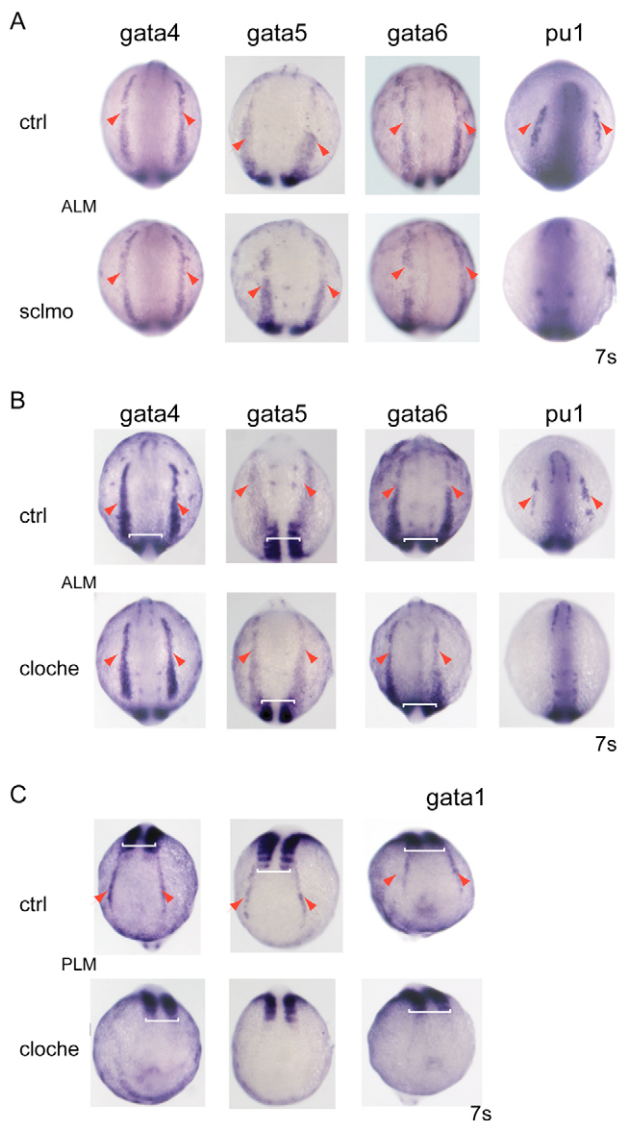 A
gata4 gata5 gata6 pu1
ctrl
ALM
sclmo
7s
B
gata4 gata5 gata6 pu1
ctrl
ALM
cloche
7s
C
gata1
ctrl
PLM
cloche
7s